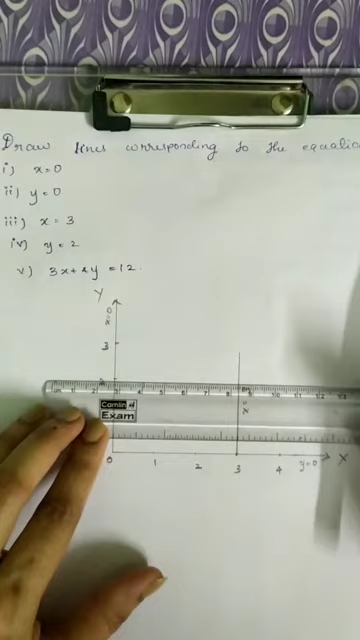 Draw lines corresponding to the equation
i) x=0
ii) y=0
iii) x = 3
iv) y = 2
v) 3x+2y =12.
Y
x=0
3
2
Camlin
Exam
x=3
0 1 2 3 4 y=0 X